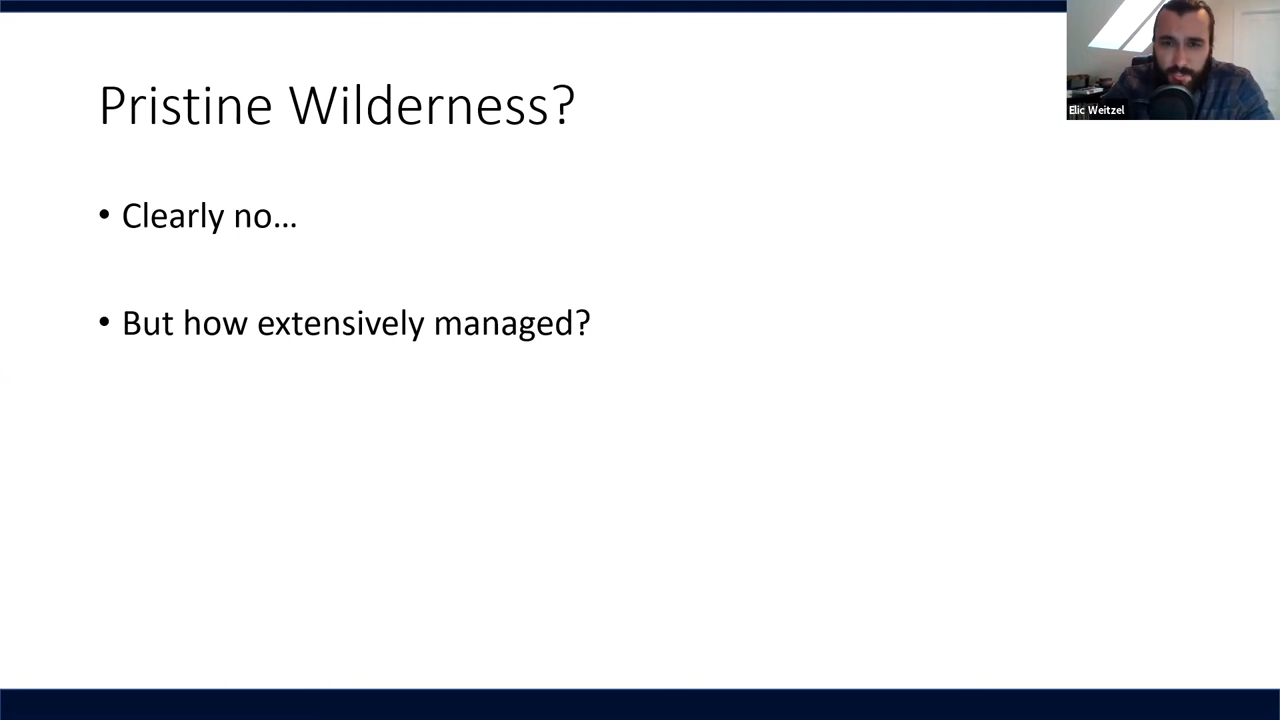 Pristine Wilderness?
Elic Weitzel
• Clearly no...
• But how extensively managed?